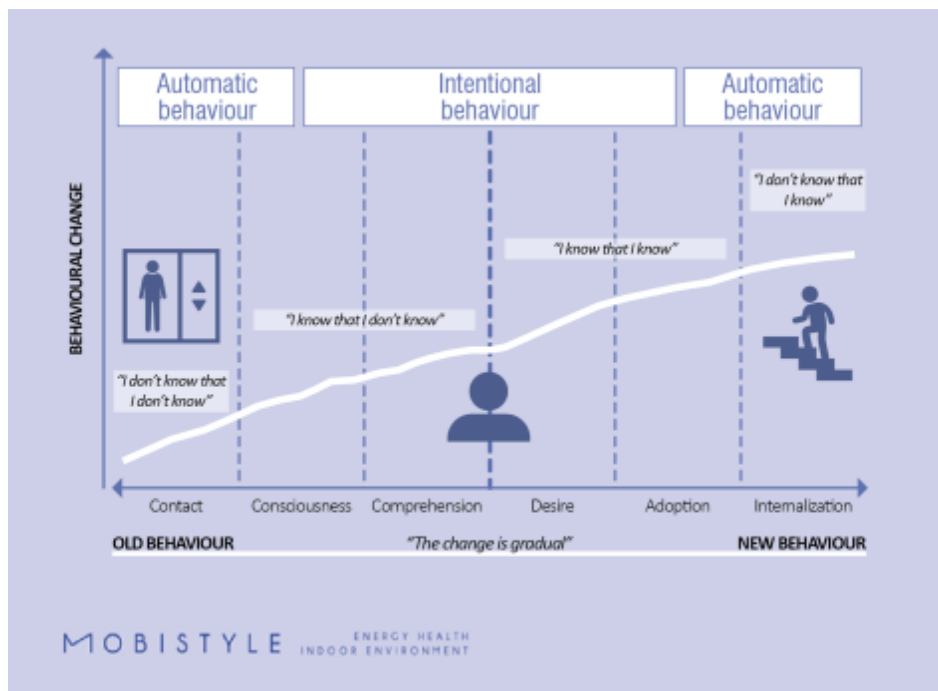 Automatic
behaviour
Intentional
behaviour
Automatic
behaviour
BEHAVIOURAL CHANGE
"I don't know that
I know"
"I know that I know"
"I know that I don't know"
"I don't know that
I don't know"
Contact
Consciousness
Comprehension
Desire
Adoption
Internalization
OLD BEHAVIOUR
"The change is gradual"
NEW BEHAVIOUR
MOBISTYLE
ENERGY HEALTH
INDOOR ENVIRONMENT